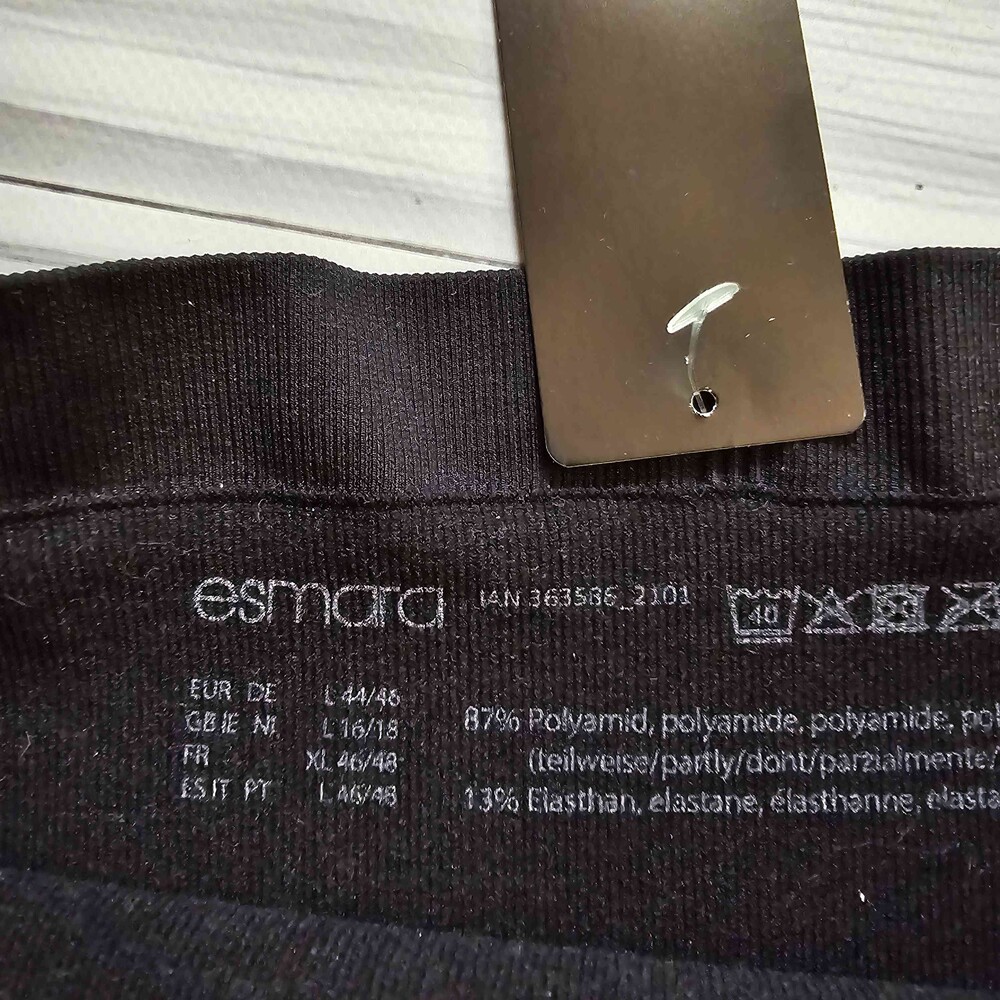 esmara IAN 363586_2101 40
EUR DE L 44/46
GB IE NI L 16/18
FR XL 46/48
ES IT PT L 46/48
87% Polyamid, polyamide, polyamide,
(teilweise/partly/dont/parzialmente/
13% Elasthan, elastane, élasthanne,